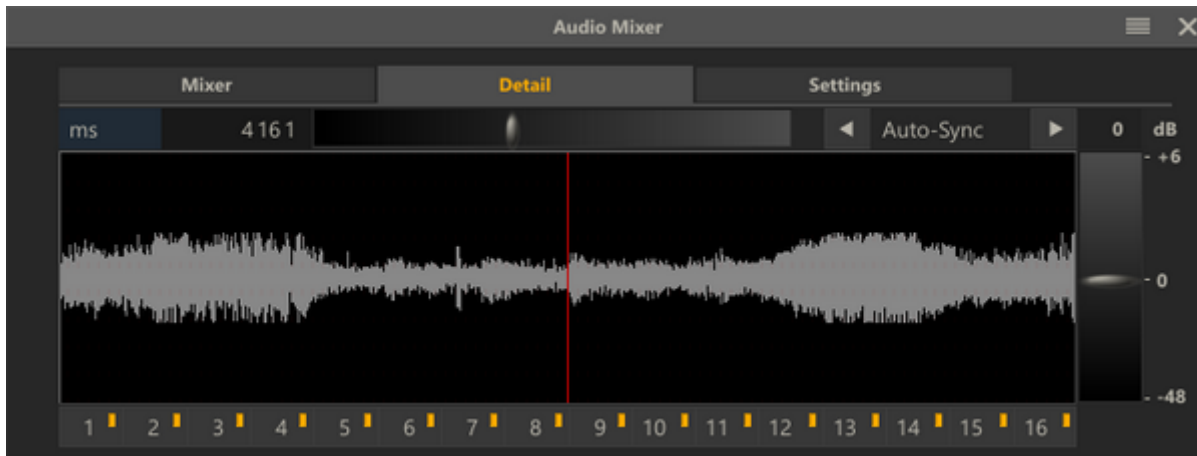 Audio Mixer
Mixer Detail Settings
ms 4161 Auto-Sync 0 dB
- +6
- 0
- -48
1 2 3 4 5 6 7 8 9 10 11 12 13 14 15 16